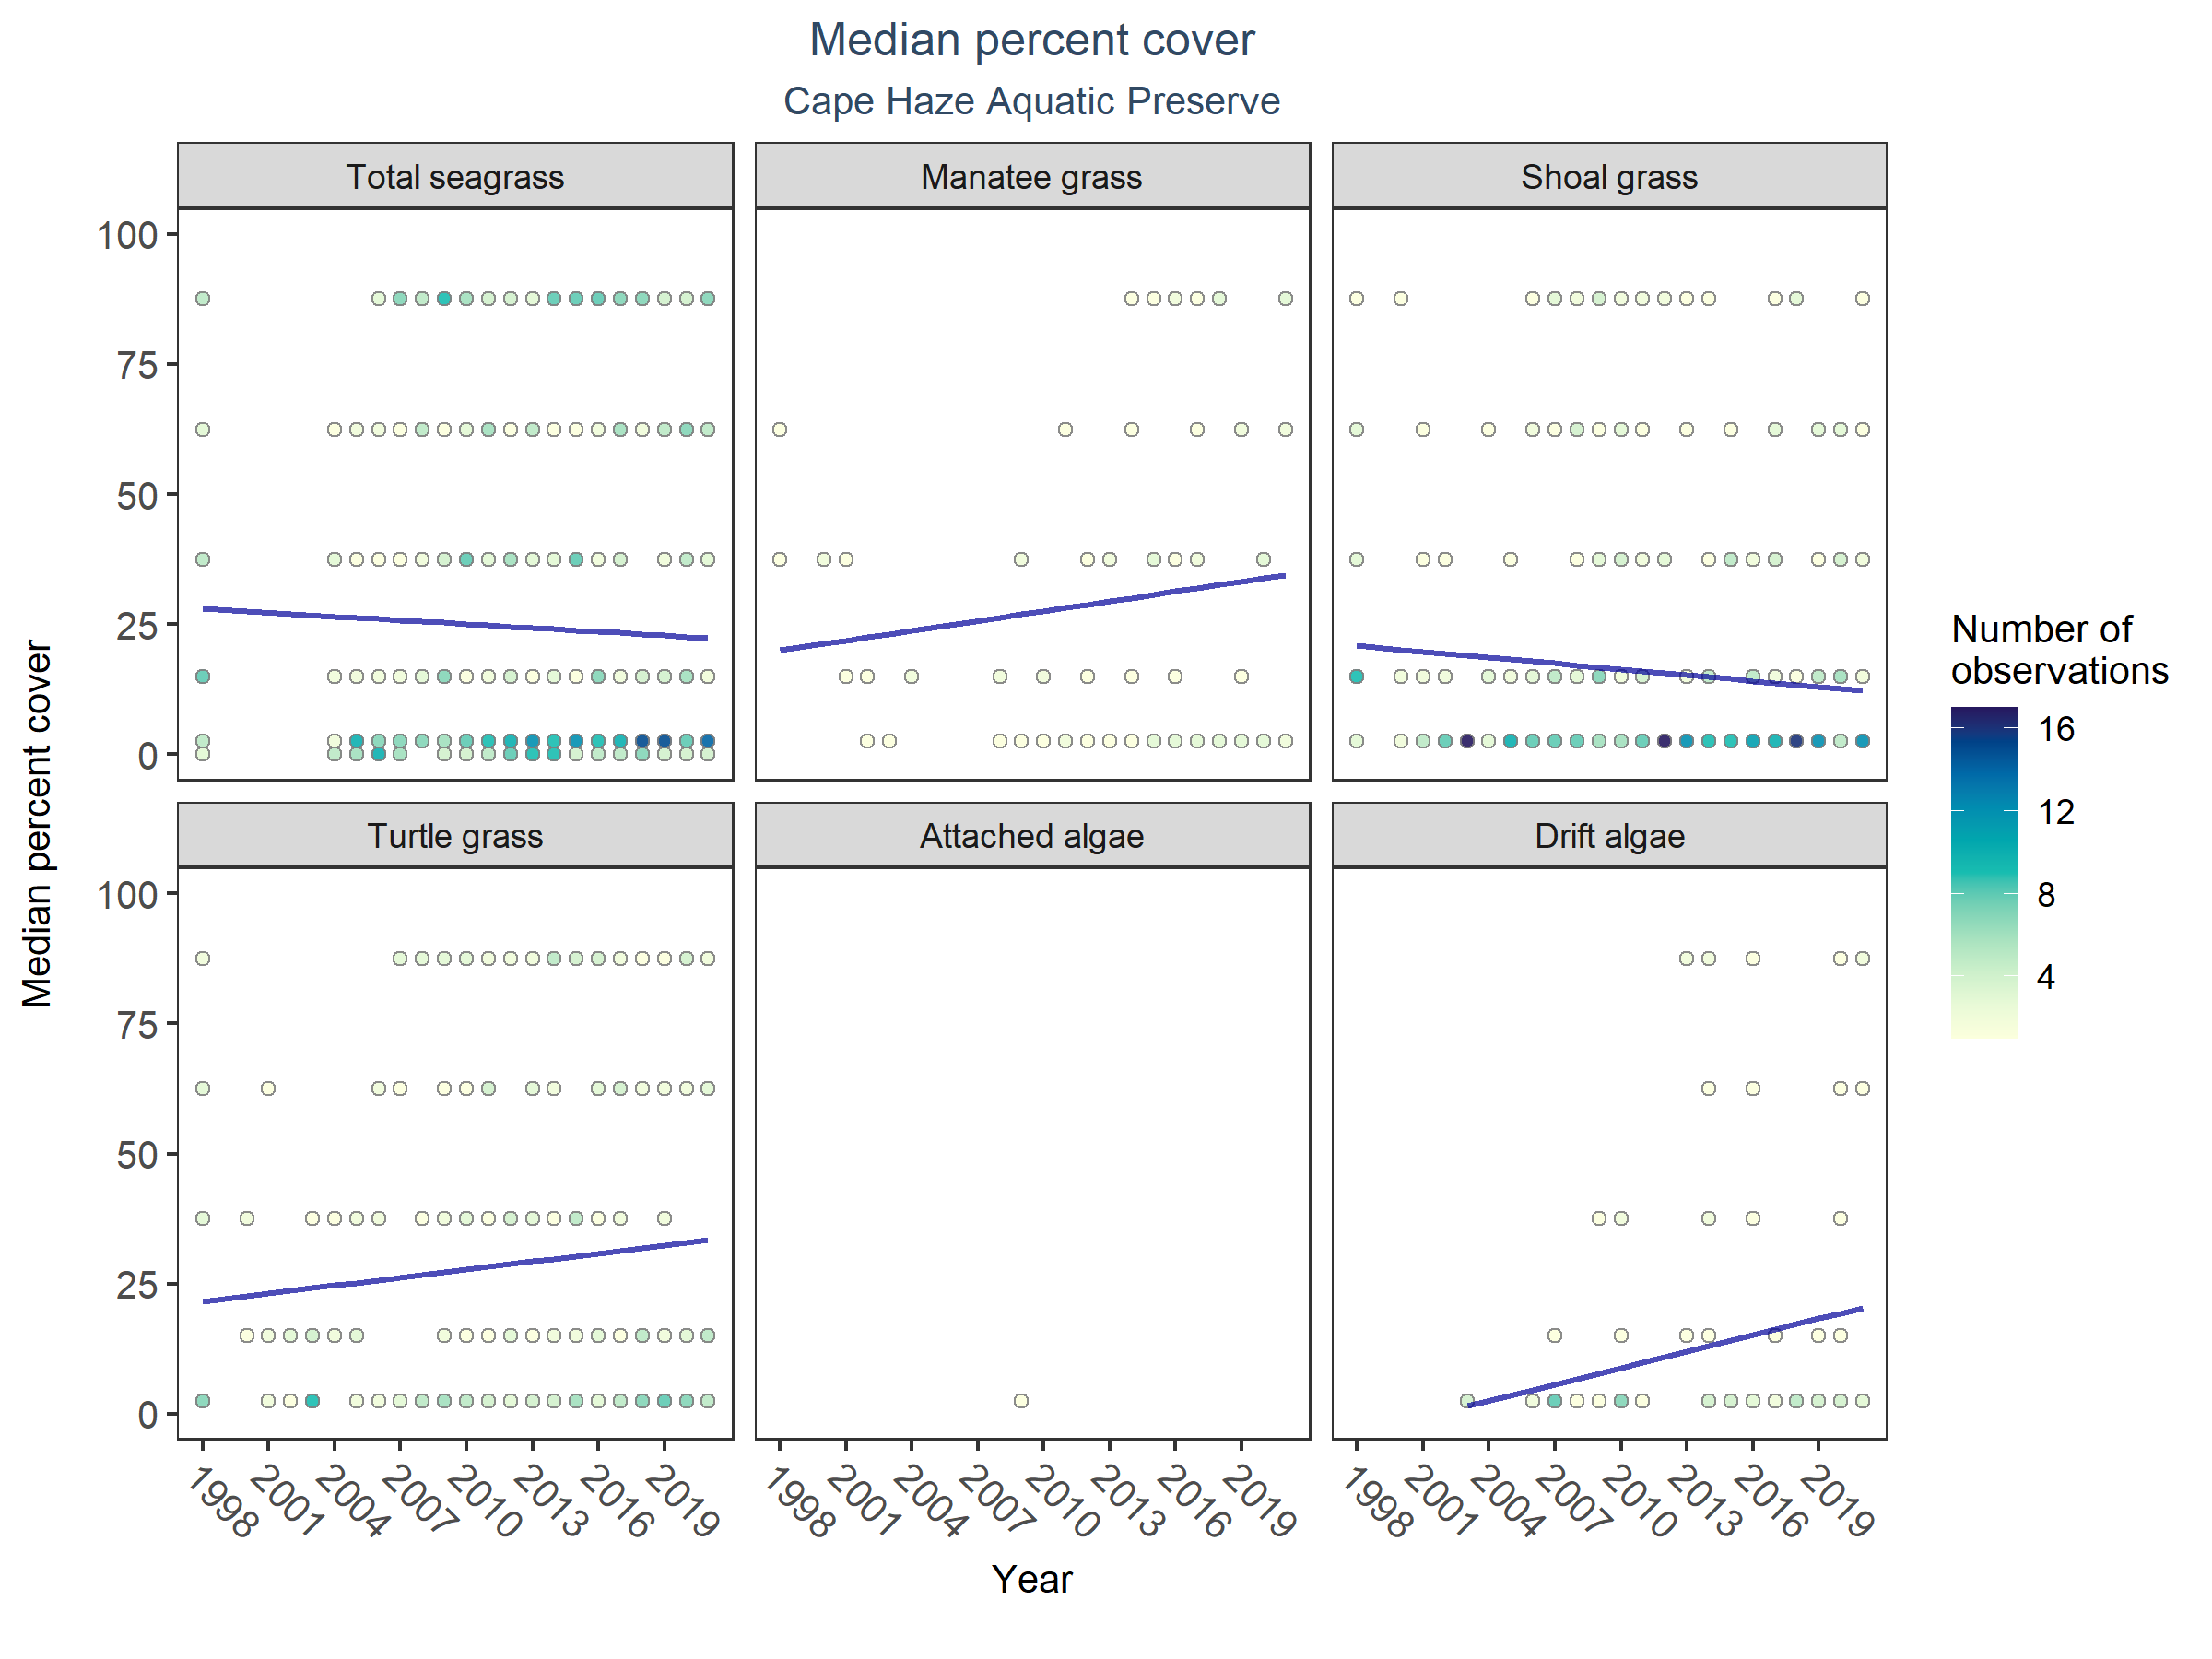 Median percent cover
Cape Haze Aquatic Preserve
Total seagrass
Manatee grass
Shoal grass
100
75
50
25
0
Turtle grass
Attached algae
Drift algae
100
75
50
25
0
1998 2001 2004 2007 2010 2013 2016 2019
1998 2001 2004 2007 2010 2013 2016 2019
1998 2001 2004 2007 2010 2013 2016 2019
Year
Median percent cover
Number of
observations
16
12
8
4